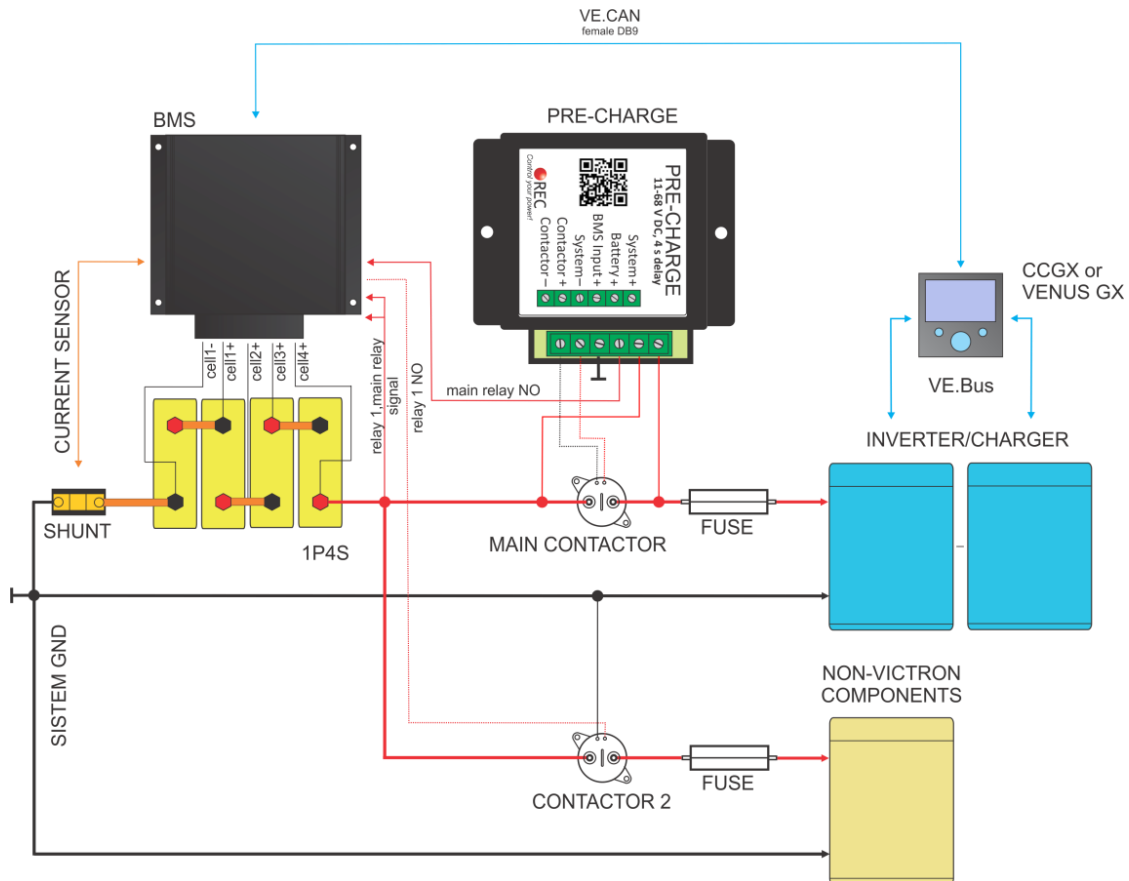 VE.CAN
female DB9
BMS
PRE-CHARGE
PRE-CHARGE
11-68 V DC, 4 s delay
REC
Control your power!
System +
Battery +
BMS Input +
System −
Contactor +
Contactor −
CCGX or
VENUS GX
VE.Bus
CURRENT SENSOR
cell1-
cell1+
cell2+
cell3+
cell4+
relay 1,main relay
signal
relay 1 NO
main relay NO
INVERTER/CHARGER
SHUNT
1P4S
MAIN CONTACTOR
FUSE
SISTEM GND
NON-VICTRON
COMPONENTS
CONTACTOR 2
FUSE